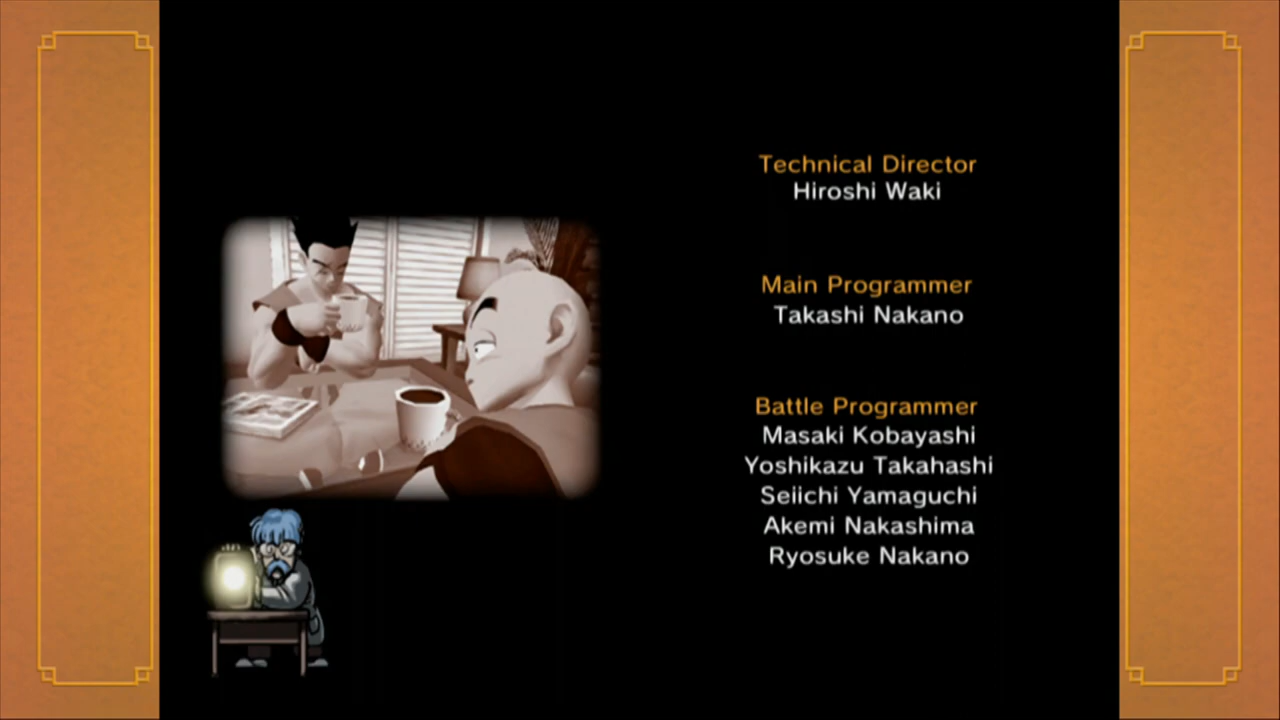 Technical Director
Hiroshi Waki
Main Programmer
Takashi Nakano
Battle Programmer
Masaki Kobayashi
Yoshikazu Takahashi
Seiichi Yamaguchi
Akemi Nakashima
Ryosuke Nakano